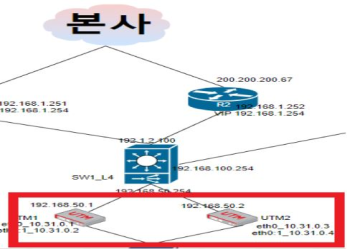 본사
200.200.200.67
192.168.1.251
192.168.1.254
R2
192.168.1.252
VIP 192.168.1.254
192.1.2.100
192.168.100.254
SW1_L4
192.168.50.254
192.168.50.1
192.168.50.2
UTM1
eth0_10.31.0.1
eth0:1_10.31.0.2
UTM2
eth0_10.31.0.3
eth0:1_10.31.0.4